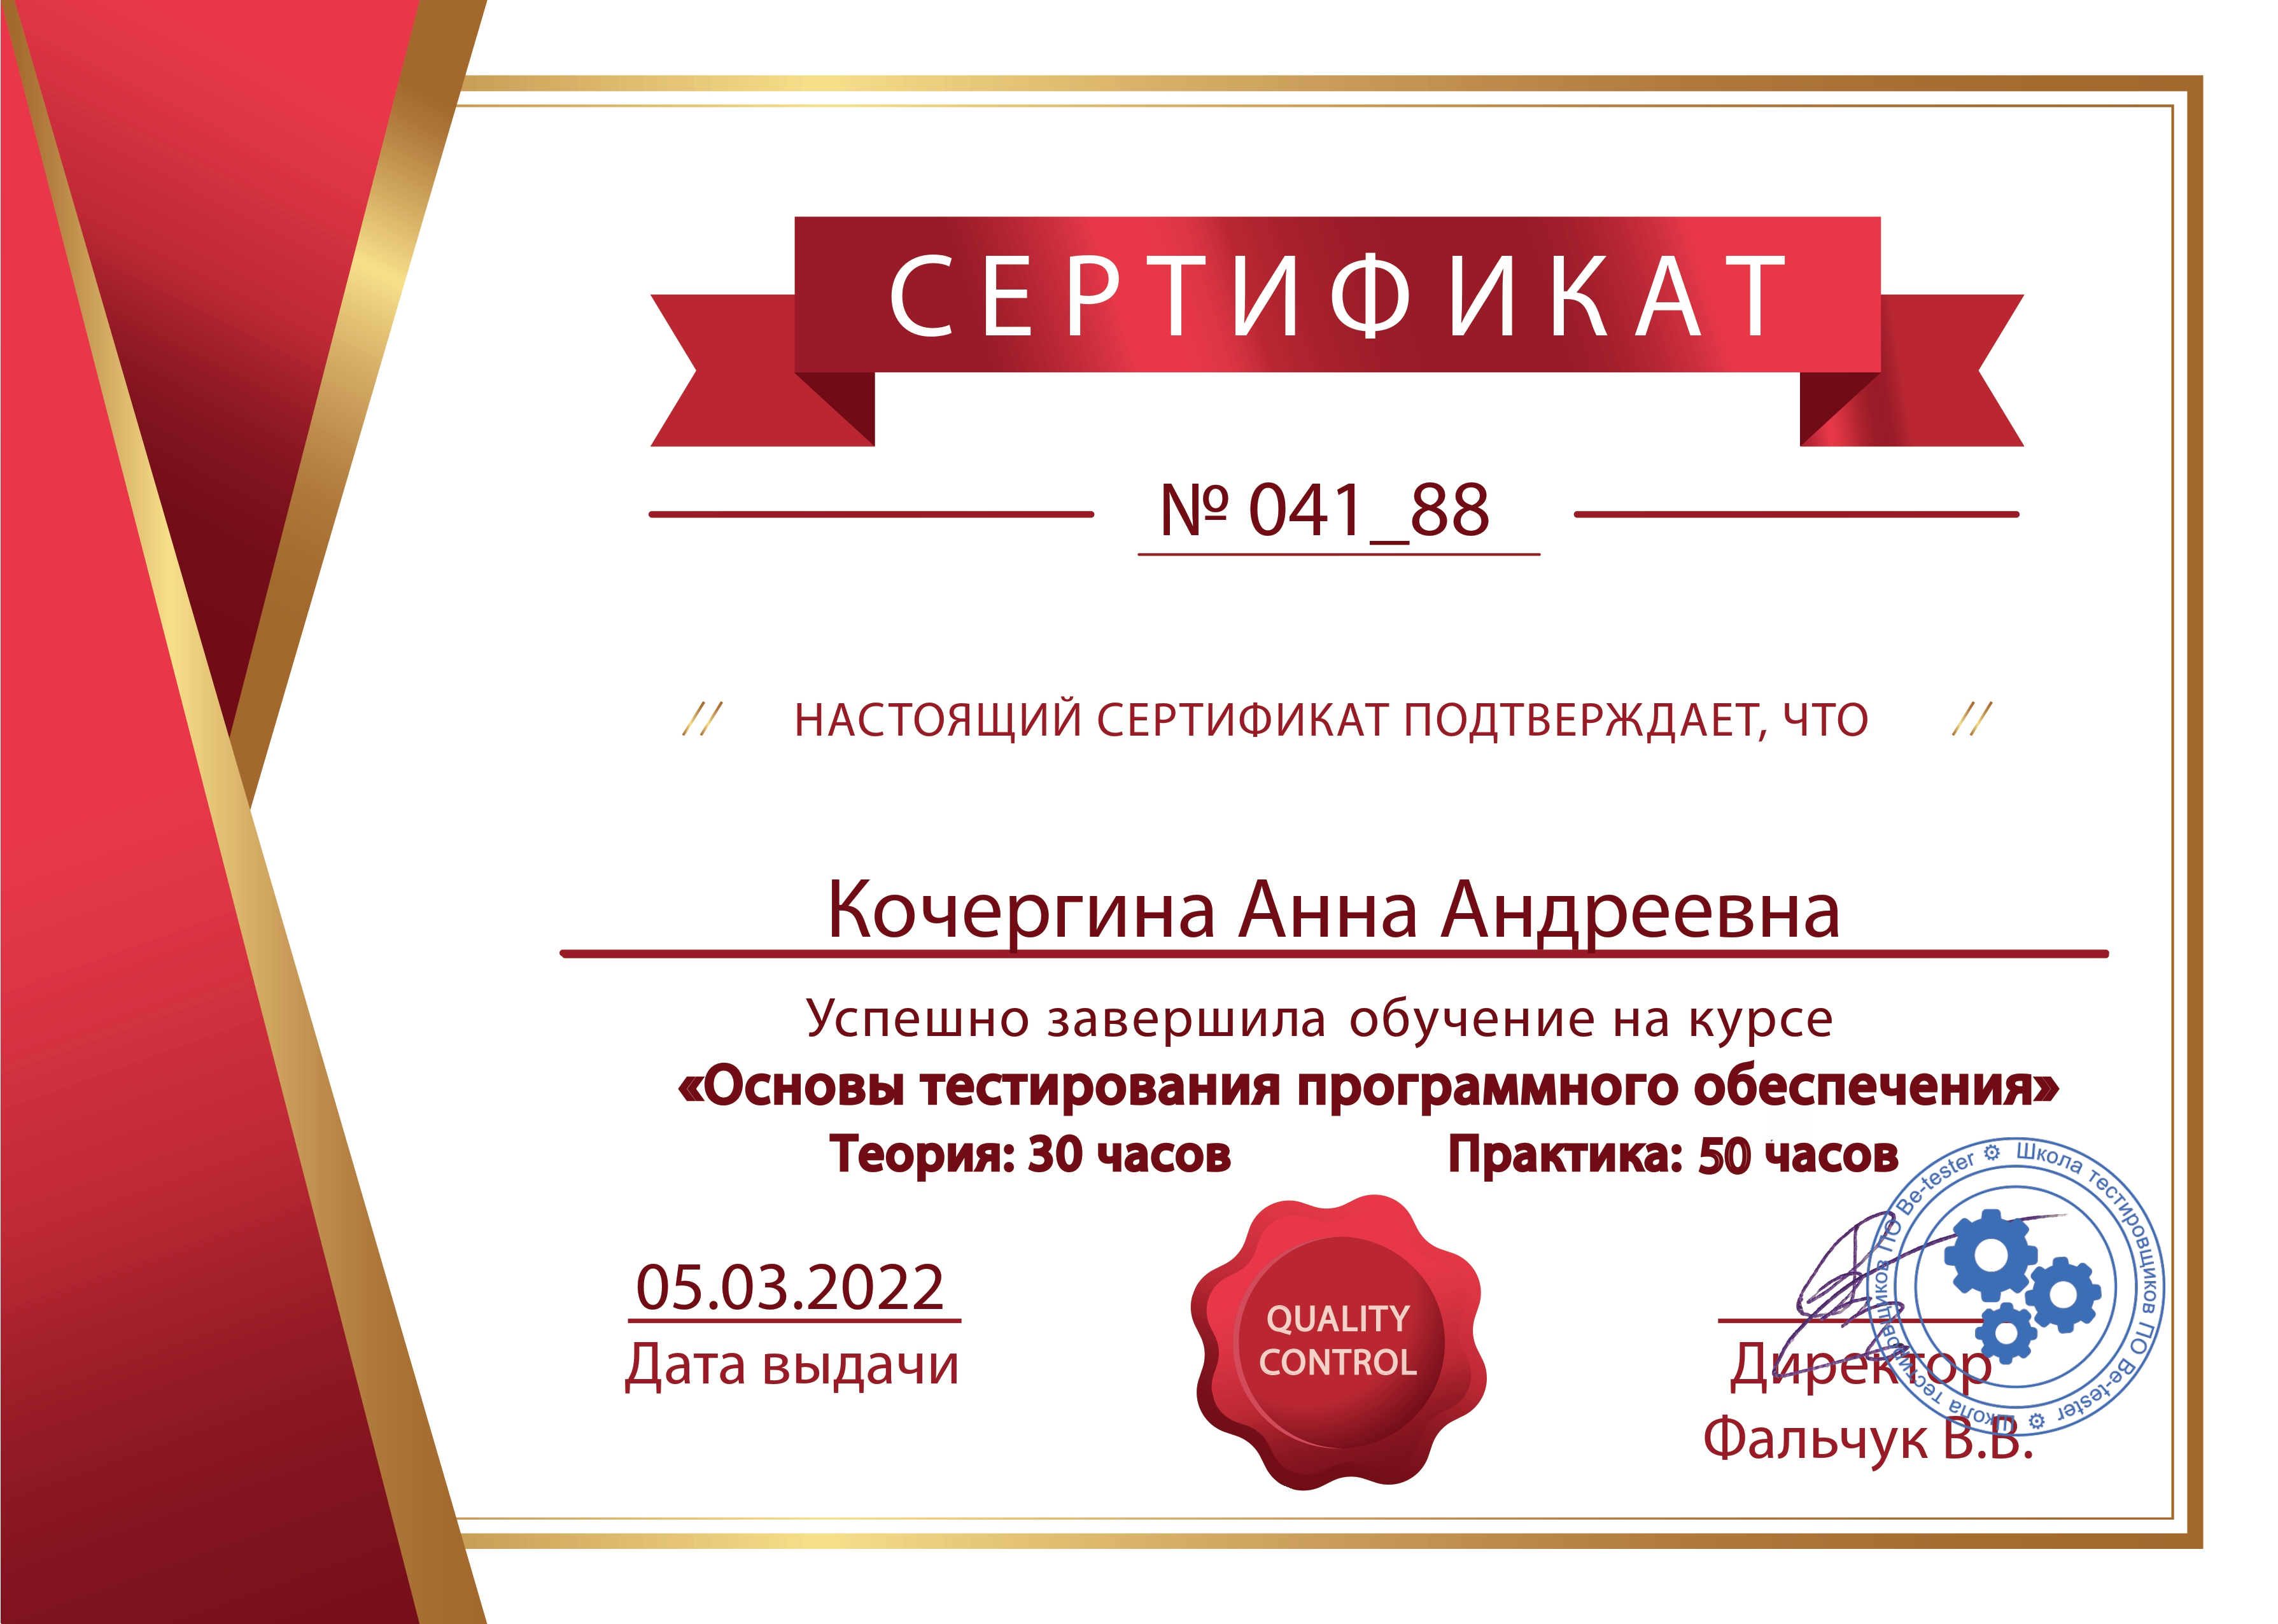 СЕРТИФИКАТ
№ 041_88
// НАСТОЯЩИЙ СЕРТИФИКАТ ПОДТВЕРЖДАЕТ, ЧТО //
Кочергина Анна Андреевна
Успешно завершила обучение на курсе
«Основы тестирования программного обеспечения»
Теория: 30 часов Практика: 50 часов
05.03.2022
Дата выдачи
QUALITY
CONTROL
Директор
Фальчук В.В.
Школа тестировщиков ПО Be-tester ⚙ Школа тестировщиков ПО Be-tester ⚙